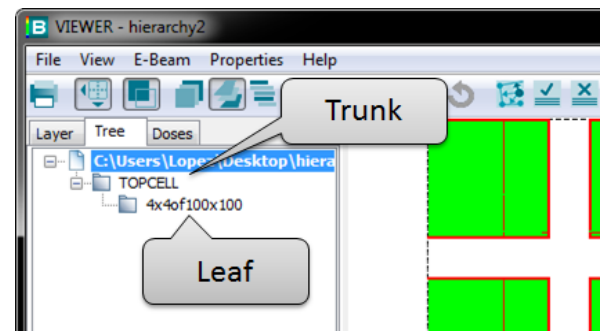 B VIEWER - hierarchy2
File View E-Beam Properties Help
Trunk
Layer Tree Doses
C:\Users\Lopez\Desktop\hiera
TOPCELL
4x4of100x100
Leaf